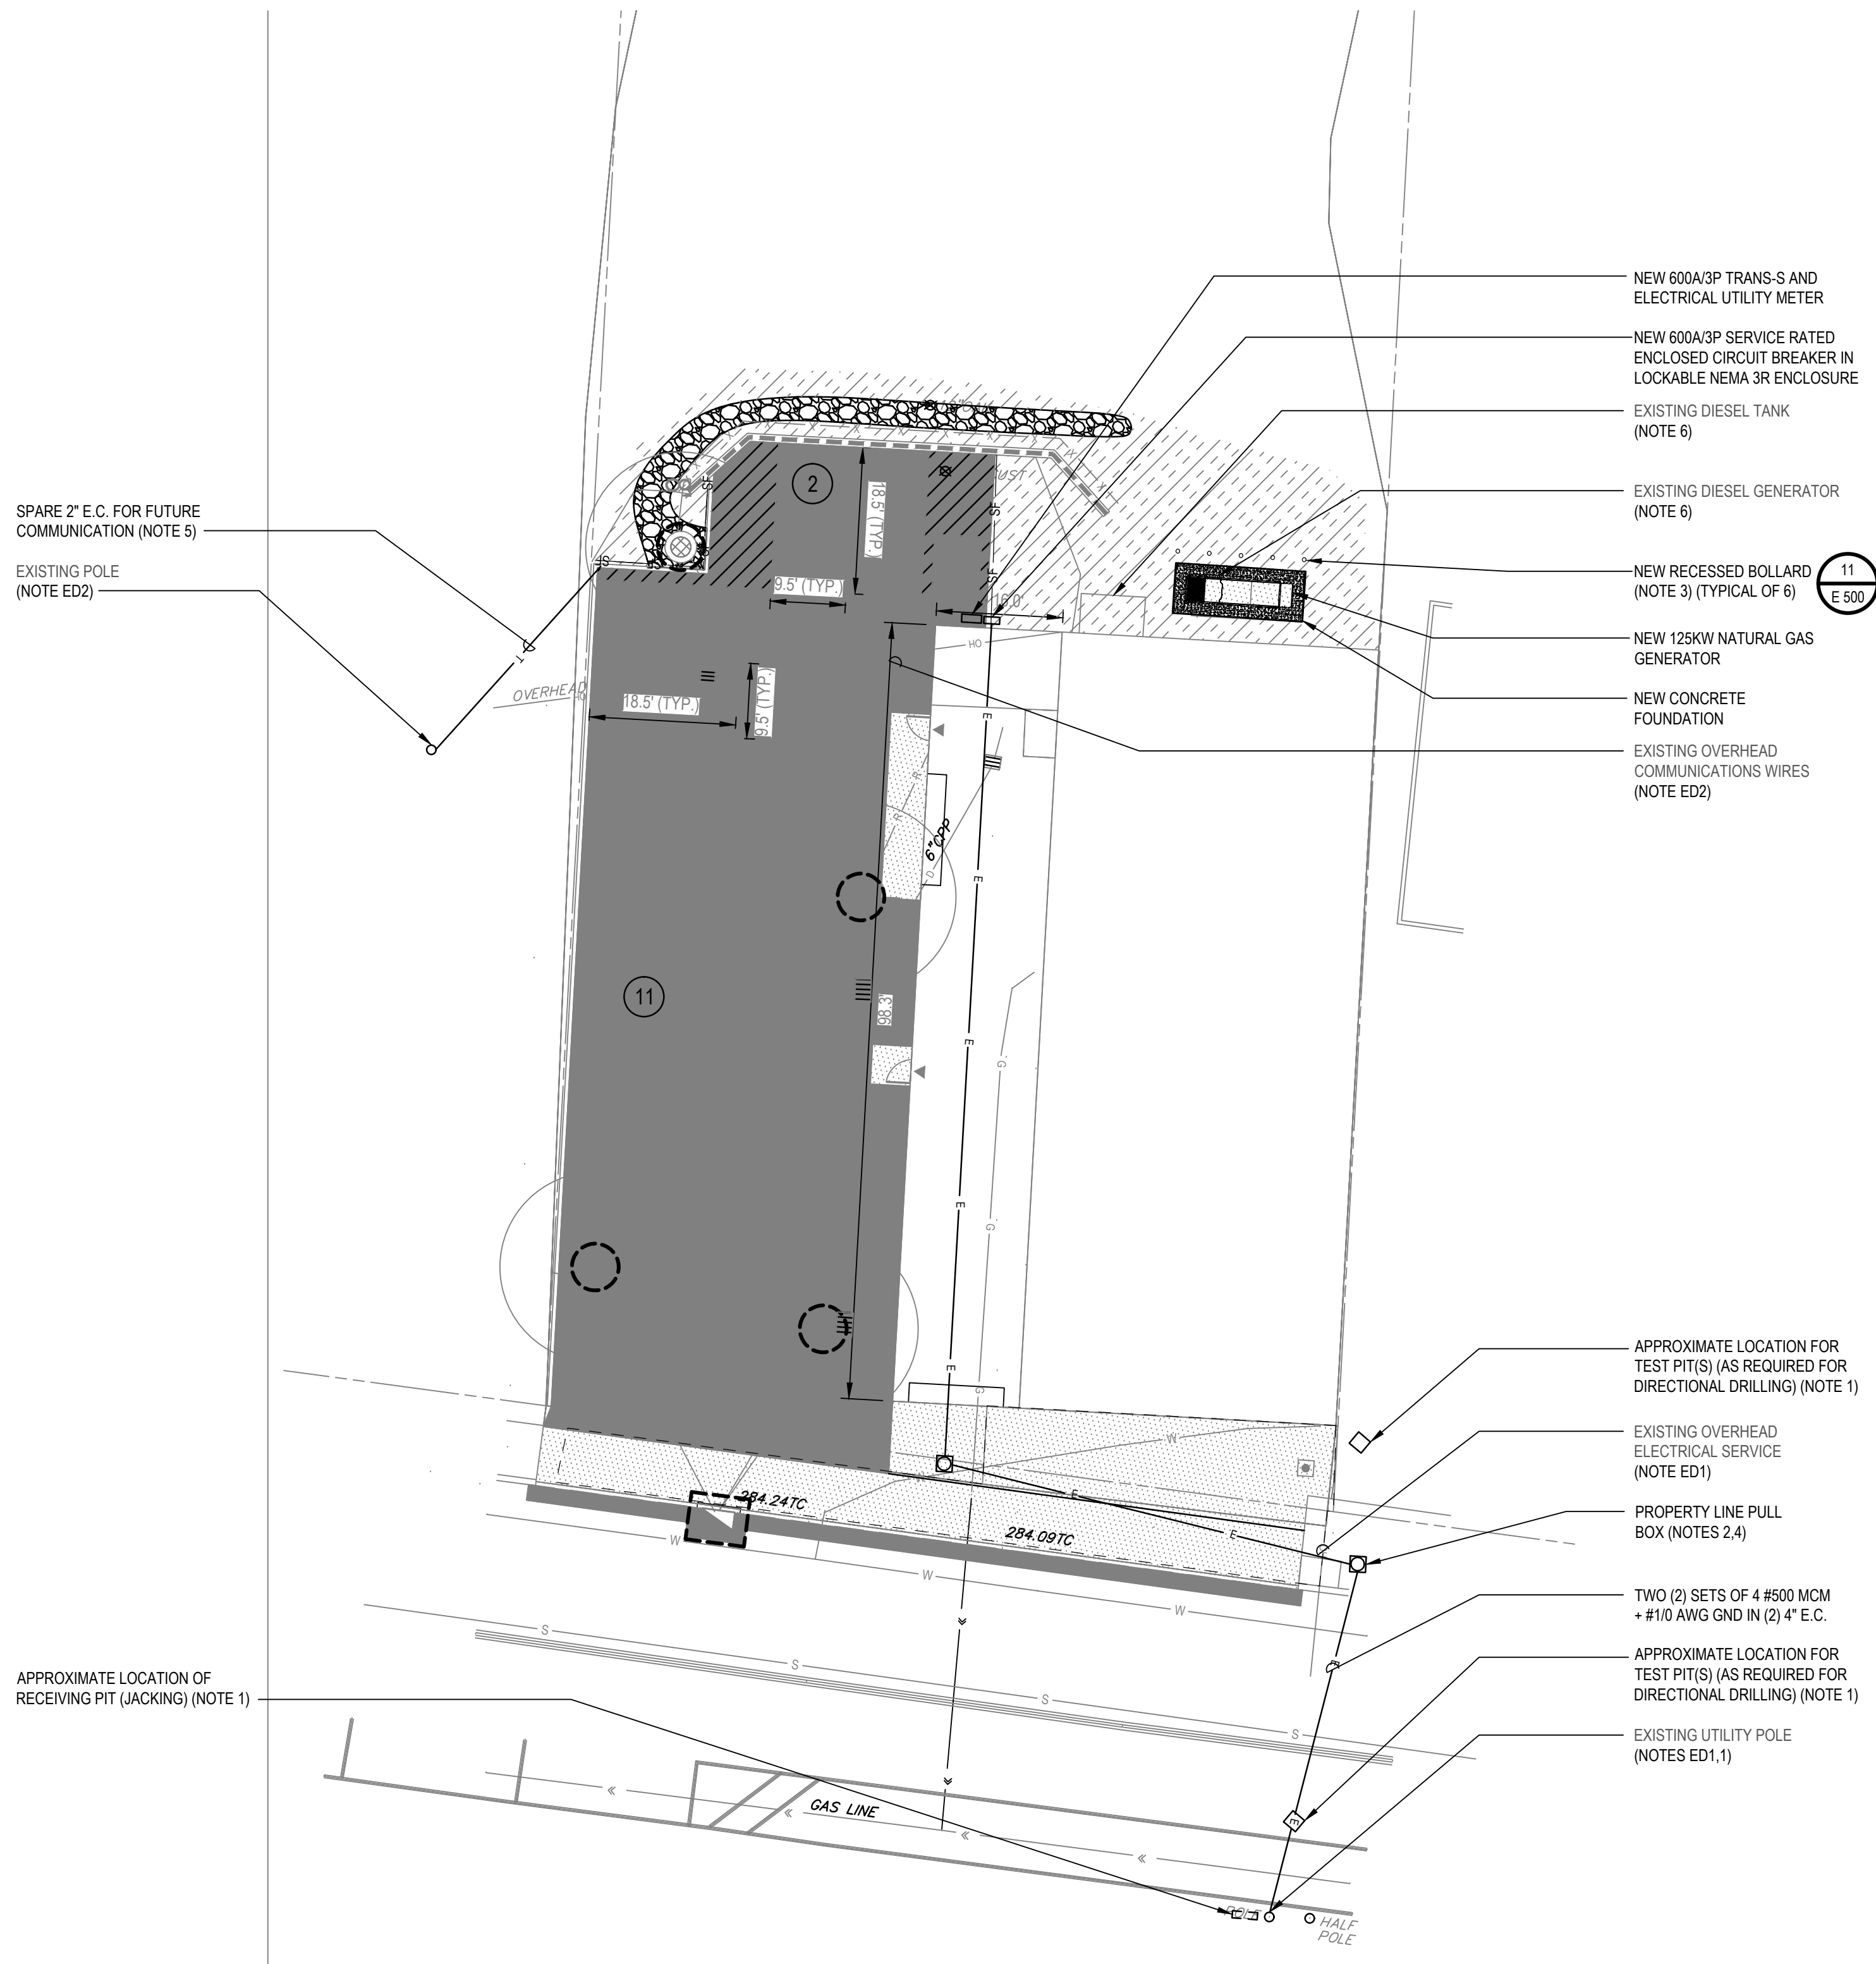 NEW 600A/3P TRANS-S AND
ELECTRICAL UTILITY METER
NEW 600A/3P SERVICE RATED
ENCLOSED CIRCUIT BREAKER IN
LOCKABLE NEMA 3R ENCLOSURE
EXISTING DIESEL TANK
(NOTE 6)
EXISTING DIESEL GENERATOR
(NOTE 6)
NEW RECESSED BOLLARD
(NOTE 3) (TYPICAL OF 6)
11
E 500
NEW 125KW NATURAL GAS
GENERATOR
NEW CONCRETE
FOUNDATION
EXISTING OVERHEAD
COMMUNICATIONS WIRES
(NOTE ED2)
SPARE 2" E.C. FOR FUTURE
COMMUNICATION (NOTE 5)
EXISTING POLE
(NOTE ED2)
2
18.5' (TYP.)
9.5' (TYP.)
16.0'
SF
SF
SF
HO
OVERHEAD
HO
18.5' (TYP.)
9.5' (TYP.)
E
R
R
6"CPP
D
E
11
98.3'
E
G
E
G
E
G
W
284.24TC
284.09TC
E
E
W
W
W
S
S
S
S
E
E
GAS LINE
POLE
HALF
POLE
APPROXIMATE LOCATION FOR
TEST PIT(S) (AS REQUIRED FOR
DIRECTIONAL DRILLING) (NOTE 1)
EXISTING OVERHEAD
ELECTRICAL SERVICE
(NOTE ED1)
PROPERTY LINE PULL
BOX (NOTES 2,4)
TWO (2) SETS OF 4 #500 MCM
+ #1/0 AWG GND IN (2) 4" E.C.
APPROXIMATE LOCATION FOR
TEST PIT(S) (AS REQUIRED FOR
DIRECTIONAL DRILLING) (NOTE 1)
EXISTING UTILITY POLE
(NOTES ED1,1)
APPROXIMATE LOCATION OF
RECEIVING PIT (JACKING) (NOTE 1)